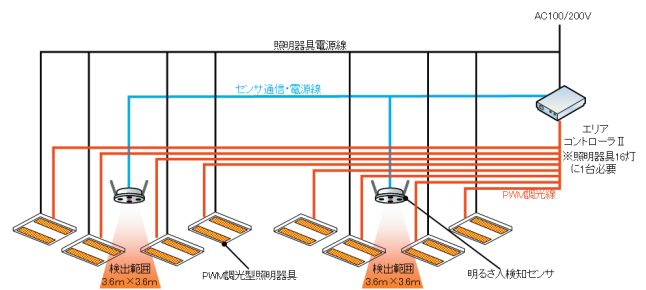 AC100/200V
照明器具電源線
センサ通信・電源線
エリア
コントローラⅡ
※照明器具16灯
に1台必要
PWM調光線
検出範囲
3.6m×3.6m
PWM調光型照明器具
検出範囲
3.6m×3.6m
明るさ人検知センサ